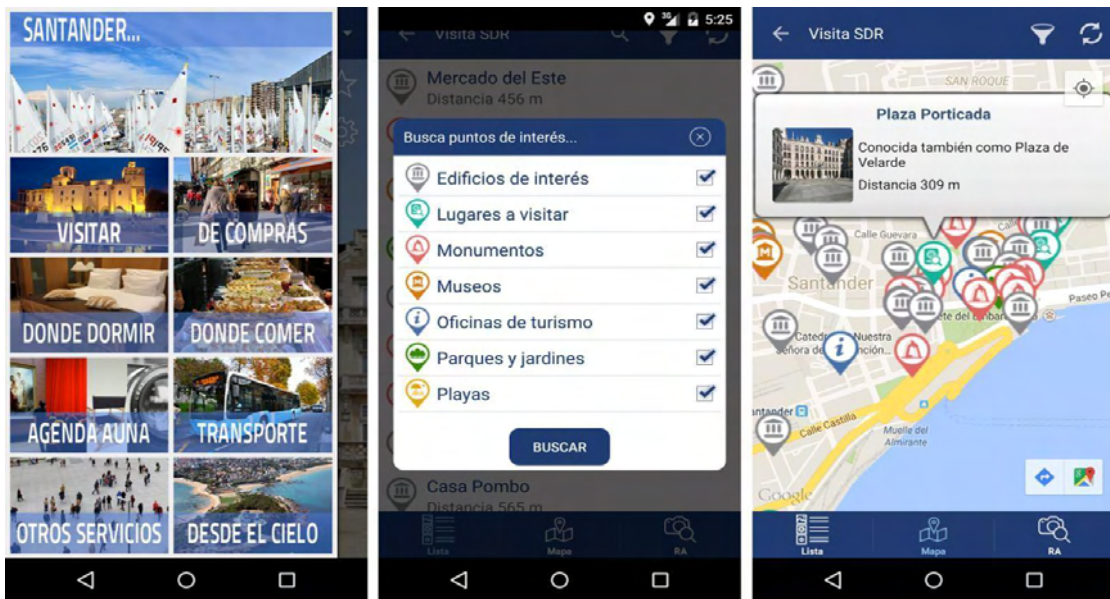 SANTANDER...
VISITAR
DE COMPRAS
DONDE DORMIR
DONDE COMER
AGENDA AUNA
TRANSPORTE
OTROS SERVICIOS
DESDE EL CIELO
3G 5:25
Visita SDR
Mercado del Este
Distancia 456 m
Busca puntos de interés...
Edificios de interés
Lugares a visitar
Monumentos
Museos
Oficinas de turismo
Parques y jardines
Playas
BUSCAR
Casa Pombo
Distancia 565 m
Lista
Mapa
RA
Visita SDR
SAN ROQUE
Plaza Porticada
Conocida también como Plaza de
Velarde
Distancia 309 m
Calle Guevara
Santander
Paseo Pe
Nuestra
Calle Castilla
Muelle del
Almirante
Google
Lista
Mapa
RA